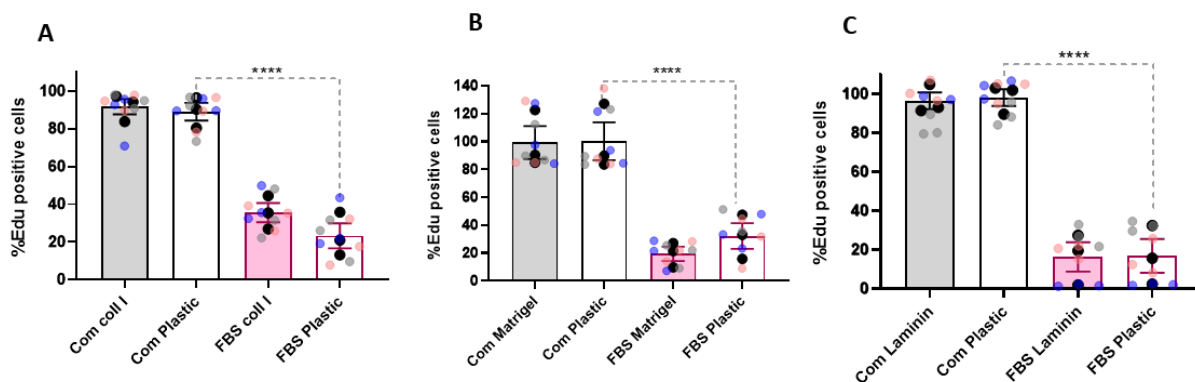 A
%Edu positive cells
100
80
60
40
20
0
****
Com coll I
Com Plastic
FBS coll I
FBS Plastic
B
%Edu positive cells
140
120
100
80
60
40
20
0
****
Com Matrigel
Com Plastic
FBS Matrigel
FBS Plastic
C
%Edu positive cells
100
80
60
40
20
0
****
Com Laminin
Com Plastic
FBS Laminin
FBS Plastic